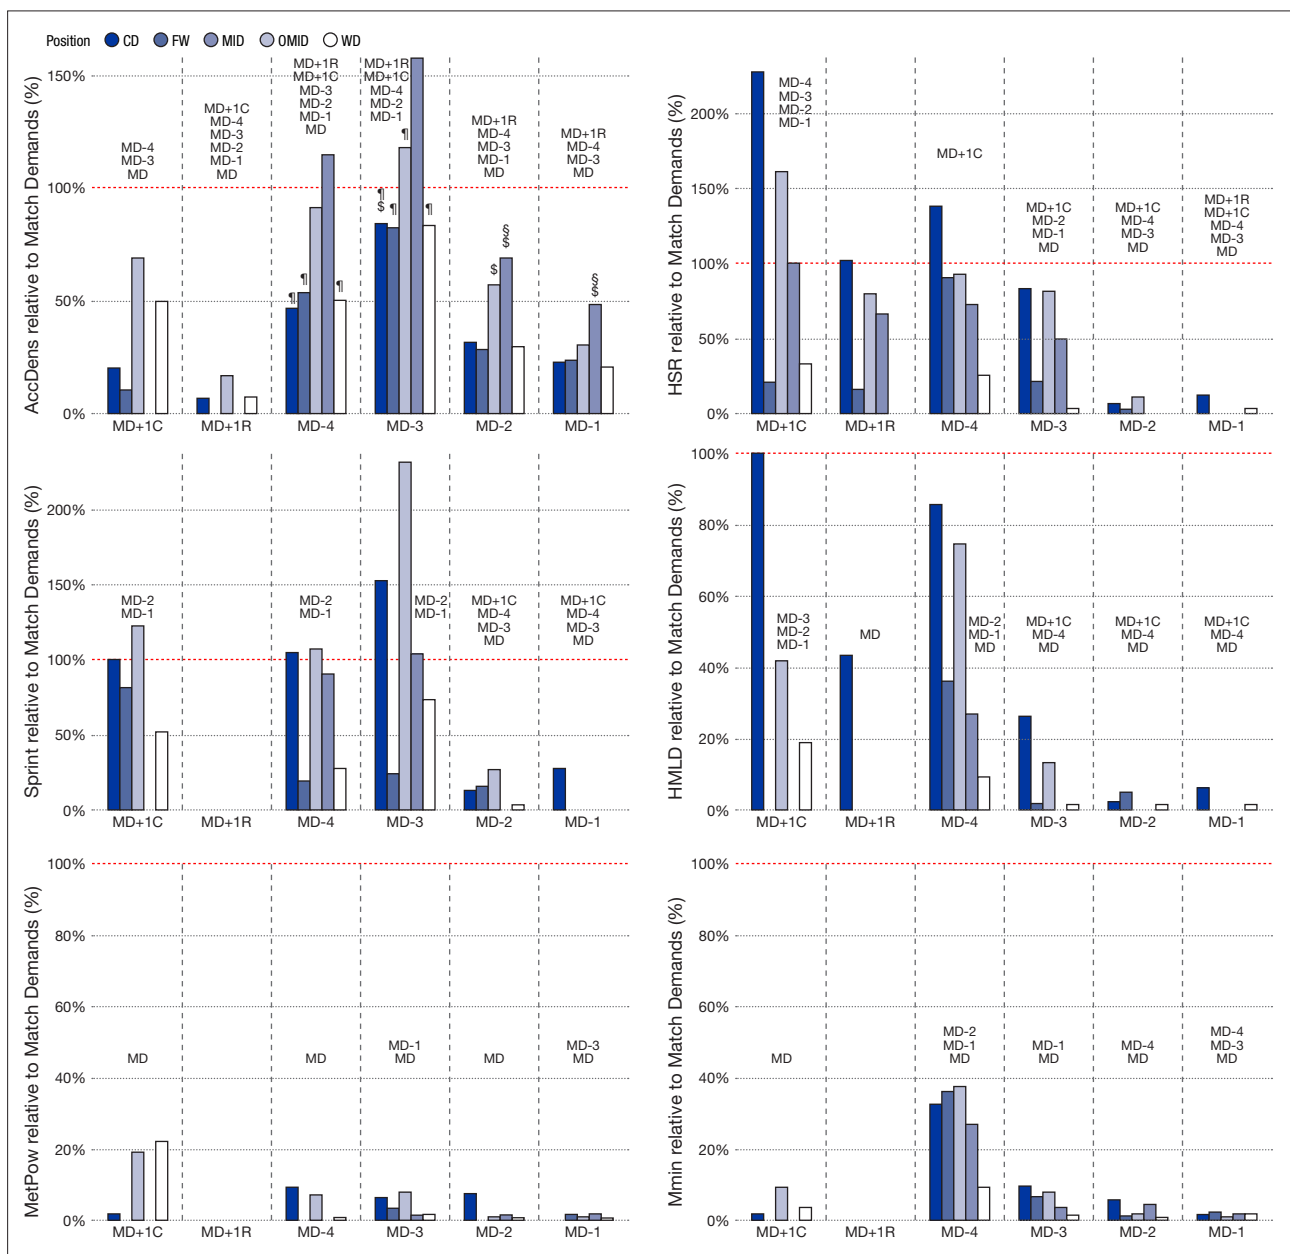 Position CD FW MID OMID WD
AccDens relative to Match Demands (%)
150%
100%
50%
0%
MD-4
MD-3
MD
MD+1C
MD-4
MD-3
MD-2
MD-1
MD
MD+1R
MD+1C
MD-3
MD-2
MD-1
MD
¶ ¶ ¶
MD+1R
MD+1C
MD-4
MD-2
MD-1
¶
$
¶ ¶ ¶
MD+1R
MD-4
MD-3
MD-1
MD
$
§
$
MD+1R
MD-4
MD-3
MD
§
$
MD+1C MD+1R MD-4 MD-3 MD-2 MD-1
HSR relative to Match Demands (%)
200%
150%
100%
50%
0%
MD-4
MD-3
MD-2
MD-1
MD+1C
MD+1C
MD-2
MD-1
MD
MD+1C
MD-4
MD-3
MD
MD+1R
MD+1C
MD-4
MD-3
MD
MD+1C MD+1R MD-4 MD-3 MD-2 MD-1
Sprint relative to Match Demands (%)
200%
150%
100%
50%
0%
MD-2
MD-1
MD-2
MD-1
MD-2
MD-1
MD+1C
MD-4
MD-3
MD
MD+1C
MD-4
MD-3
MD
MD+1C MD+1R MD-4 MD-3 MD-2 MD-1
HMLD relative to Match Demands (%)
100%
80%
60%
40%
20%
0%
MD-3
MD-2
MD-1
MD
MD-2
MD-1
MD
MD+1C
MD-4
MD
MD+1C
MD-4
MD
MD+1C
MD-4
MD
MD+1C MD+1R MD-4 MD-3 MD-2 MD-1
MetPow relative to Match Demands (%)
100%
80%
60%
40%
20%
0%
MD
MD
MD-1
MD
MD
MD-3
MD
MD+1C MD+1R MD-4 MD-3 MD-2 MD-1
Mmin relative to Match Demands (%)
100%
80%
60%
40%
20%
0%
MD
MD-2
MD-1
MD
MD-1
MD
MD-4
MD
MD-4
MD-3
MD
MD+1C MD+1R MD-4 MD-3 MD-2 MD-1